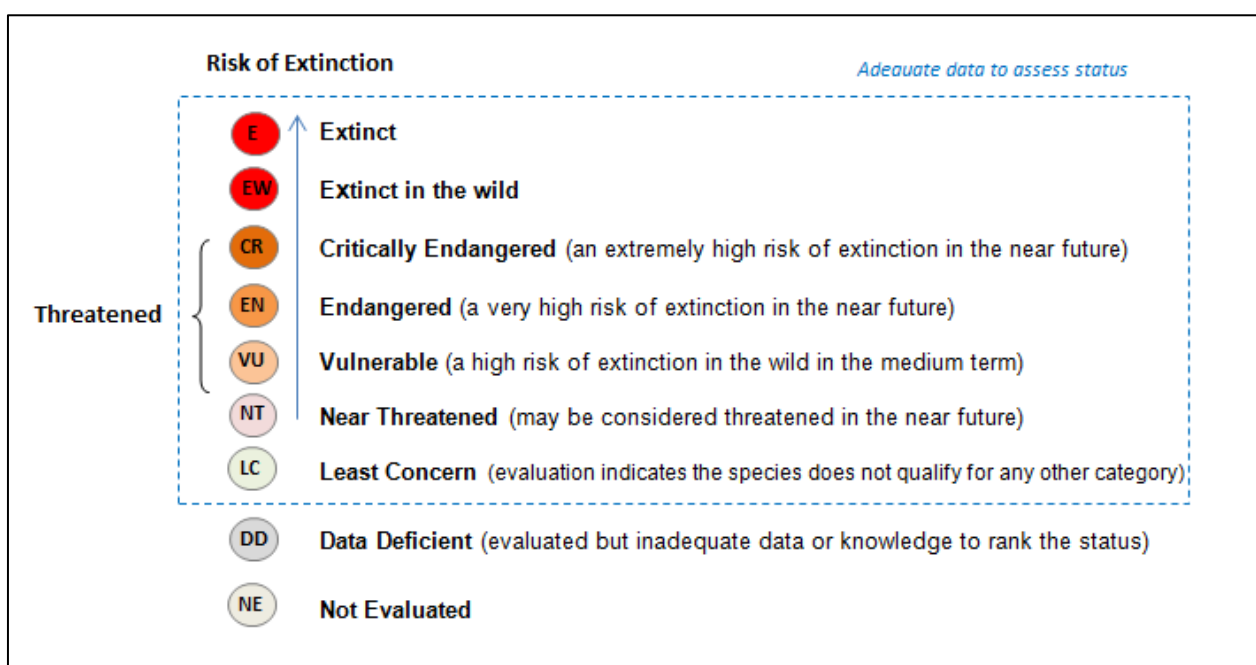 Risk of Extinction
Adeauate data to assess status
E Extinct
EW Extinct in the wild
CR Critically Endangered (an extremely high risk of extinction in the near future)
EN Endangered (a very high risk of extinction in the near future)
Threatened
VU Vulnerable (a high risk of extinction in the wild in the medium term)
NT Near Threatened (may be considered threatened in the near future)
LC Least Concern (evaluation indicates the species does not qualify for any other category)
DD Data Deficient (evaluated but inadequate data or knowledge to rank the status)
NE Not Evaluated